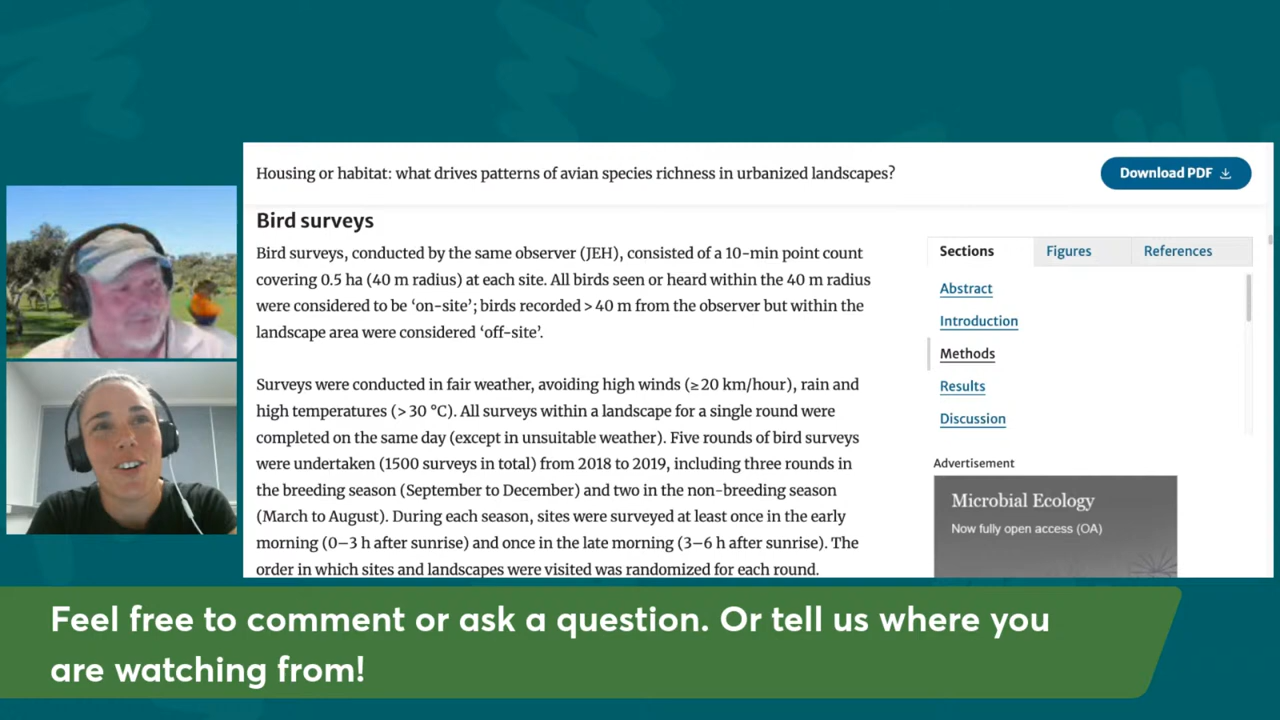 Housing or habitat: what drives patterns of avian species richness in urbanized landscapes?
Download PDF
Bird surveys
Bird surveys, conducted by the same observer (JEH), consisted of a 10-min point count
covering 0.5 ha (40 m radius) at each site. All birds seen or heard within the 40 m radius
were considered to be ‘on-site’; birds recorded > 40 m from the observer but within the
landscape area were considered ‘off-site’.
Surveys were conducted in fair weather, avoiding high winds (≥ 20 km/hour), rain and
high temperatures (> 30 °C). All surveys within a landscape for a single round were
completed on the same day (except in unsuitable weather). Five rounds of bird surveys
were undertaken (1500 surveys in total) from 2018 to 2019, including three rounds in
the breeding season (September to December) and two in the non-breeding season
(March to August). During each season, sites were surveyed at least once in the early
morning (0–3 h after sunrise) and once in the late morning (3–6 h after sunrise). The
order in which sites and landscapes were visited was randomized for each round.
Sections
Figures
References
Abstract
Introduction
Methods
Results
Discussion
Advertisement
Microbial Ecology
Now fully open access (OA)
Feel free to comment or ask a question. Or tell us where you
are watching from!